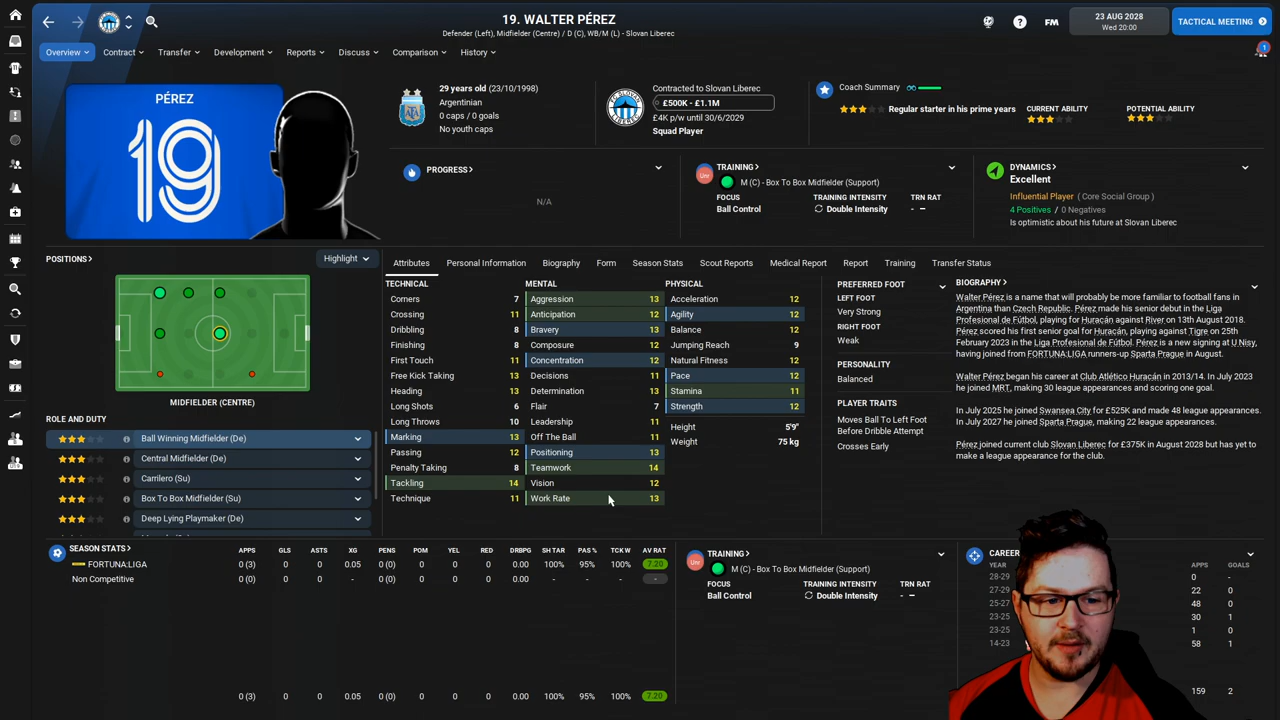 19. WALTER PÉREZ
Defender (Left), Midfielder (Centre) / D (C), WB/M (L) - Slovan Liberec
FM
23 AUG 2028
Wed 20:00
TACTICAL MEETING
Overview
Contract
Transfer
Development
Reports
Discuss
Comparison
History
1
PÉREZ
19
29 years old (23/10/1998)
Argentinian
0 caps / 0 goals
No youth caps
Contracted to Slovan Liberec
£500K - £1.1M
£4K p/w until 30/6/2029
Squad Player
Coach Summary
Regular starter in his prime years
CURRENT ABILITY
POTENTIAL ABILITY
PROGRESS
N/A
Unr
TRAINING
M (C) - Box To Box Midfielder (Support)
FOCUS
Ball Control
TRAINING INTENSITY
Double Intensity
TRN RAT
-
DYNAMICS
Excellent
Influential Player ( Core Social Group )
4 Positives / 0 Negatives
Is optimistic about his future at Slovan Liberec
POSITIONS
Highlight
MIDFIELDER (CENTRE)
ROLE AND DUTY
Ball Winning Midfielder (De)
Central Midfielder (De)
Carrilero (Su)
Box To Box Midfielder (Su)
Deep Lying Playmaker (De)
Attributes
Personal Information
Biography
Form
Season Stats
Scout Reports
Medical Report
Report
Training
Transfer Status
TECHNICAL
Corners 7
Crossing 11
Dribbling 8
Finishing 8
First Touch 11
Free Kick Taking 13
Heading 13
Long Shots 6
Long Throws 10
Marking 13
Passing 12
Penalty Taking 8
Tackling 14
Technique 11
MENTAL
Aggression 13
Anticipation 12
Bravery 13
Composure 12
Concentration 12
Decisions 11
Determination 13
Flair 7
Leadership 11
Off The Ball 11
Positioning 13
Teamwork 14
Vision 12
Work Rate 13
PHYSICAL
Acceleration 12
Agility 12
Balance 12
Jumping Reach 9
Natural Fitness 12
Pace 12
Stamina 11
Strength 12
Height 5'9"
Weight 75 kg
PREFERRED FOOT
LEFT FOOT
Very Strong
RIGHT FOOT
Weak
PERSONALITY
Balanced
PLAYER TRAITS
Moves Ball To Left Foot
Before Dribble Attempt
Crosses Early
BIOGRAPHY
Walter Pérez is a name that will probably be more familiar to football fans in
Argentina than Czech Republic. Pérez made his senior debut in the Liga
Profesional de Fútbol, playing for Huracán against River on 13th August 2018.
Pérez scored his first senior goal for Huracán, playing against Tigre on 25th
February 2023 in the Liga Profesional de Fútbol. Pérez is a new signing at U Nisy,
having joined from FORTUNA:LIGA runners-up Sparta Prague in August.
Walter Pérez began his career at Club Atlético Huracán in 2013/14. In July 2023
he joined MRT, making 30 league appearances and scoring one goal.
In July 2025 he joined Swansea City for £525K and made 48 league appearances.
In July 2027 he joined Sparta Prague, making 22 league appearances.
Pérez joined current club Slovan Liberec for £375K in August 2028 but has yet to
make a league appearance for the club.
SEASON STATS
APPS GLS ASTS XG PENS POM YEL RED DRBPG SH TAR PAS % TCK W AV RAT
FORTUNA:LIGA 0 (3) 0 0 0.05 0 (0) 0 0 0 0.00 100% 95% 100% 7.20
Non Competitive 0 (0) 0 0 - 0 (0) 0 0 0 0.00 - - - -
0 (3) 0 0 0.05 0 (0) 0 0 0 0.00 100% 95% 100% 7.20
Unr
TRAINING
M (C) - Box To Box Midfielder (Support)
FOCUS
Ball Control
TRAINING INTENSITY
Double Intensity
TRN RAT
-
CAREER
YEAR APPS GOALS
28-29 0 -
27-29 22 0
25-27 48 0
23-25 30 1
23-25 1 0
14-23 58 1
159 2